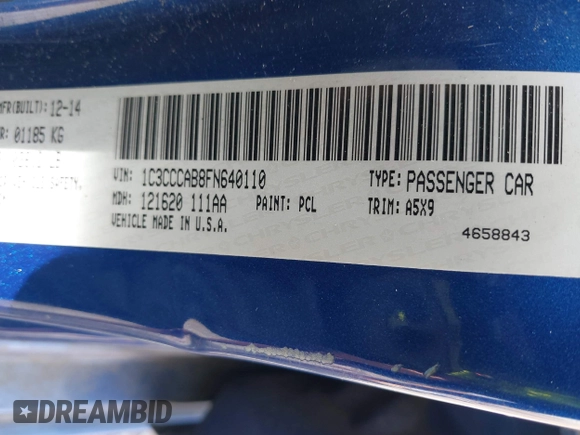 MFR(BUILT): 12-14
R: 01185 KG
VIN: 1C3CCCAB8FN640110
TYPE: PASSENGER CAR
MDH: 121620 111AA
PAINT: PCL
TRIM: A5X9
VEHICLE MADE IN U.S.A.
4658843
DREAMBID